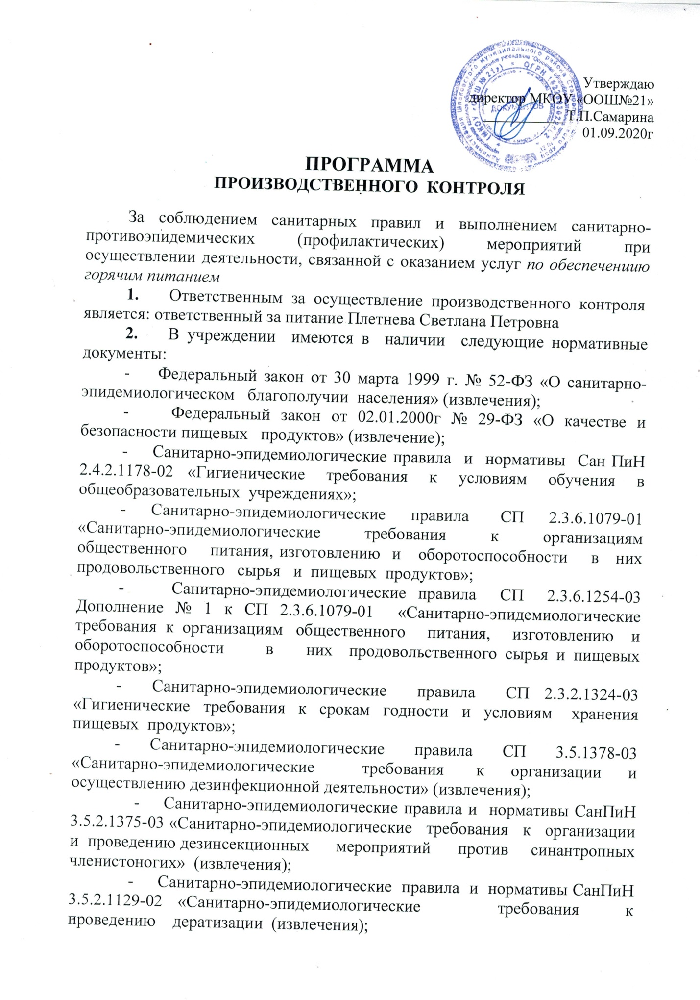 Утверждаю
директор МКОУ «ООШ№21»
____________ Т.П.Самарина
01.09.2020г
ДОКУМЕНТОВ
ПРОГРАММА
ПРОИЗВОДСТВЕННОГО КОНТРОЛЯ
За соблюдением санитарных правил и выполнением санитарно-
противоэпидемических (профилактических) мероприятий при
осуществлении деятельности, связанной с оказанием услуг по обеспечениию
горячим питанием
1. Ответственным за осуществление производственного контроля
является: ответственный за питание Плетнева Светлана Петровна
2. В учреждении имеются в наличии следующие нормативные
документы:
- Федеральный закон от 30 марта 1999 г. № 52-ФЗ «О санитарно-
эпидемиологическом благополучии населения» (извлечения);
- Федеральный закон от 02.01.2000г № 29-ФЗ «О качестве и
безопасности пищевых продуктов» (извлечение);
- Санитарно-эпидемиологические правила и нормативы Сан ПиН
2.4.2.1178-02 «Гигиенические требования к условиям обучения в
общеобразовательных учреждениях»;
- Санитарно-эпидемиологические правила СП 2.3.6.1079-01
«Санитарно-эпидемиологические требования к организациям
общественного питания, изготовлению и оборотоспособности в них
продовольственного сырья и пищевых продуктов»;
- Санитарно-эпидемиологические правила СП 2.3.6.1254-03
Дополнение № 1 к СП 2.3.6.1079-01 «Санитарно-эпидемиологические
требования к организациям общественного питания, изготовлению и
оборотоспособности в них продовольственного сырья и пищевых
продуктов»;
- Санитарно-эпидемиологические правила СП 2.3.2.1324-03
«Гигиенические требования к срокам годности и условиям хранения
пищевых продуктов»;
- Санитарно-эпидемиологические правила СП 3.5.1378-03
«Санитарно-эпидемиологические требования к организации и
осуществлению дезинфекционной деятельности» (извлечения);
- Санитарно-эпидемиологические правила и нормативы СанПиН
3.5.2.1375-03 «Санитарно-эпидемиологические требования к организации
и проведению дезинсекционных мероприятий против синантропных
членистоногих» (извлечения);
- Санитарно-эпидемиологические правила и нормативы СанПиН
3.5.2.1129-02 «Санитарно-эпидемиологические требования к
проведению дератизации (извлечения);